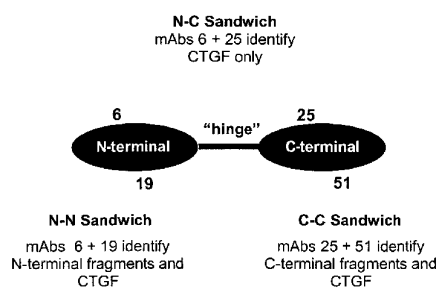 N-C Sandwich
mAbs 6 + 25 identify
CTGF only
6
25
"hinge"
N-terminal
C-terminal
19
51
N-N Sandwich
mAbs 6 + 19 identify
N-terminal fragments and
CTGF
C-C Sandwich
mAbs 25 + 51 identify
C-terminal fragments and
CTGF